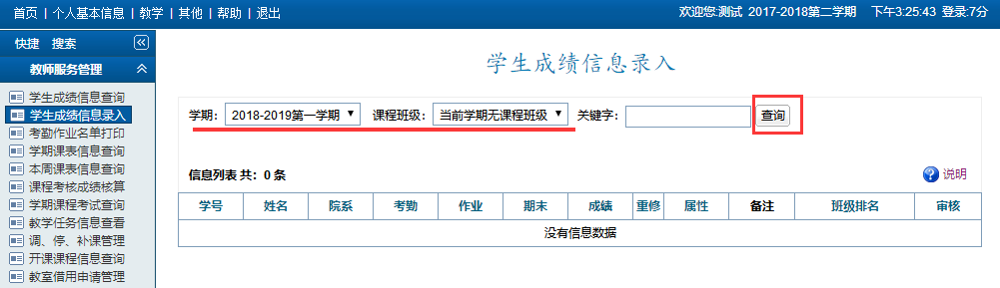 首页 | 个人基本信息 | 教学 | 其他 | 帮助 | 退出
欢迎您:测试 2017-2018第二学期 下午3:25:43 登录:7分
快捷 搜索
教师服务管理
学生成绩信息查询
学生成绩信息录入
考勤作业名单打印
学期课表信息查询
本周课表信息查询
课程考核成绩核算
学期课程考试查询
教学任务信息查看
调、停、补课管理
开课课程信息查询
教室借用申请管理
学生成绩信息录入
学期: 2018-2019第一学期 课程班级: 当前学期无课程班级 关键字: 查询
信息列表 共: 0 条 说明
学号 姓名 院系 考勤 作业 期末 成绩 重修 属性 备注 班级排名 审核
没有信息数据